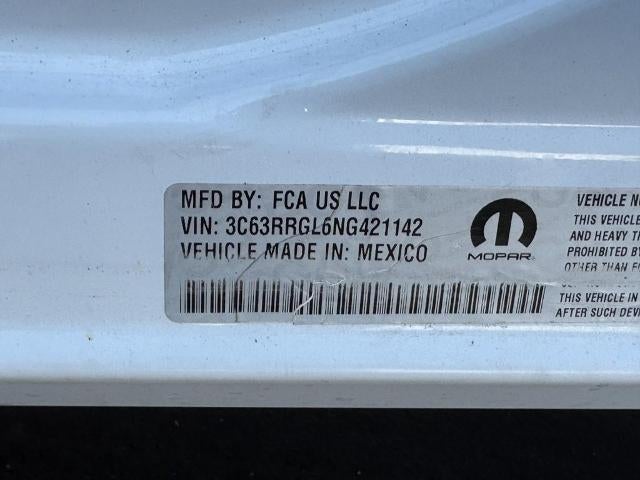 MFD BY: FCA US LLC
VIN: 3C63RRGL6NG421142
VEHICLE MADE IN: MEXICO
MOPAR
VEHICLE
THIS VEHICLE
AND HEAVY
PROHIBITED
OTHER THAN
THIS VEHICLE IN
AFTER SUCH